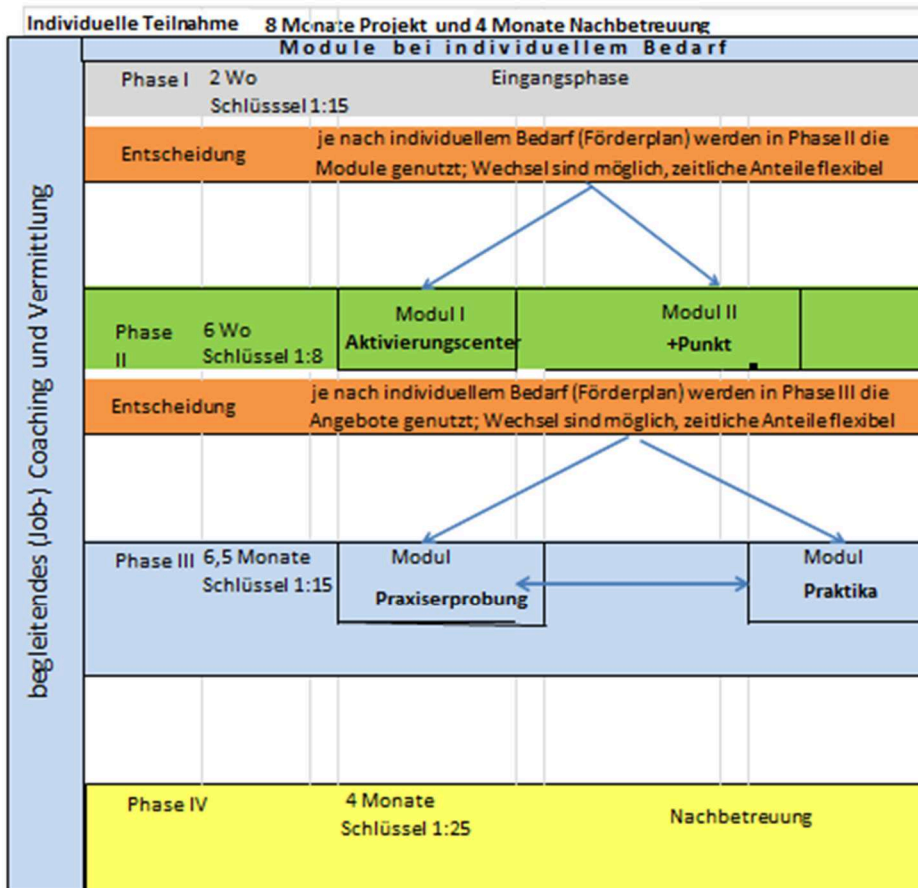 Individuelle Teilnahme 8 Monate Projekt und 4 Monate Nachbetreuung
Module bei individuellem Bedarf
begleitendes (Job-) Coaching und Vermittlung
Phase I 2 Wo Eingangsphase
Schlüsssel 1:15
Entscheidung
je nach individuellem Bedarf (Förderplan) werden in Phase II die
Module genutzt; Wechsel sind möglich, zeitliche Anteile flexibel
Phase
II
6 Wo
Schlüssel 1:8
Modul I
Aktivierungscenter
Modul II
+Punkt
Entscheidung
je nach individuellem Bedarf (Förderplan) werden in Phase III die
Angebote genutzt; Wechsel sind möglich, zeitliche Anteile flexibel
Phase III 6,5 Monate
Schlüssel 1:15
Modul
Praxiserprobung
Modul
Praktika
Phase IV
4 Monate
Schlüssel 1:25
Nachbetreuung